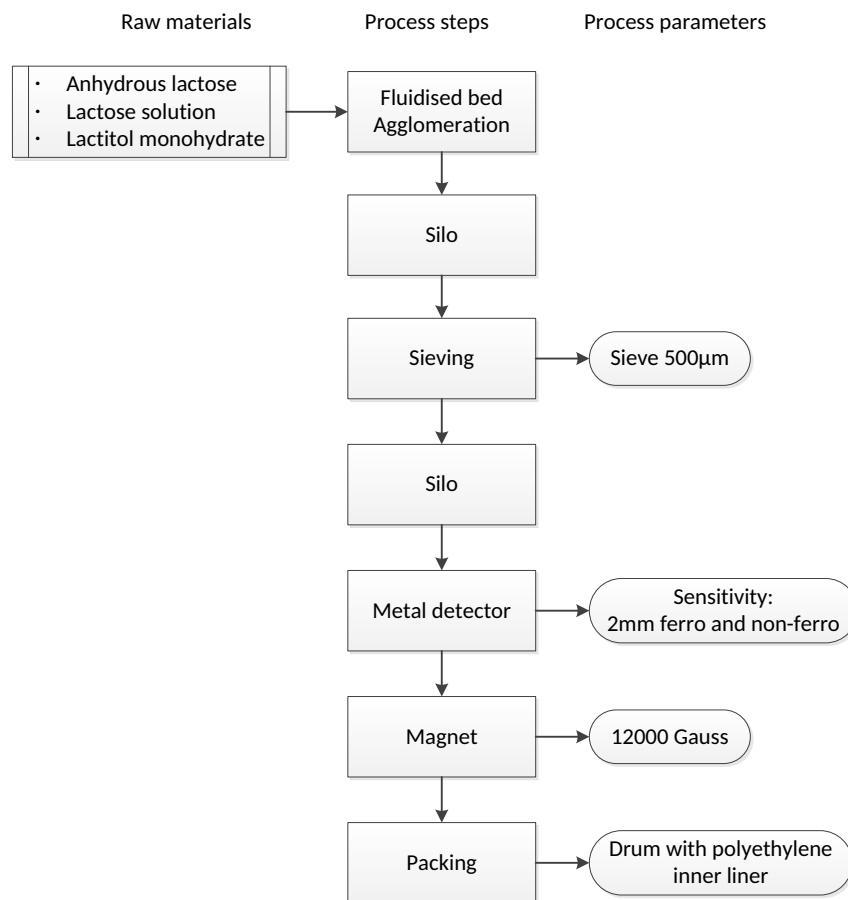 Raw materials
Process steps
Process parameters
· Anhydrous lactose
· Lactose solution
· Lactitol monohydrate
Fluidised bed
Agglomeration
Silo
Sieving
Sieve 500µm
Silo
Metal detector
Sensitivity:
2mm ferro and non-ferro
Magnet
12000 Gauss
Packing
Drum with polyethylene
inner liner